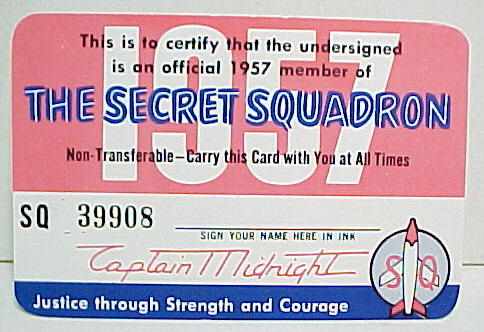 1957
This is to certify that the undersigned
is an official 1957 member of
THE SECRET SQUADRON
Non-Transferable—Carry this Card with You at All Times
SQ 39908
SIGN YOUR NAME HERE IN INK
Captain Midnight
SQ
Justice through Strength and Courage